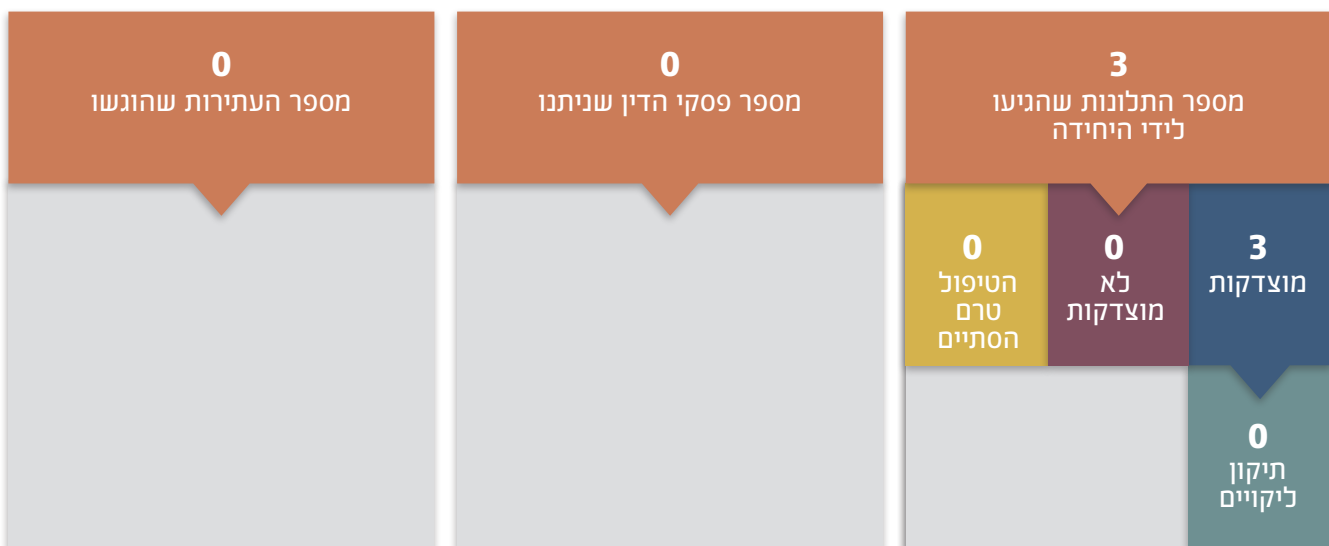 3
מספר התלונות שהגיעו
לידי היחידה
3
מוצדקות
0
לא
מוצדקות
0
הטיפול
טרם
הסתיים
0
תיקון
ליקויים
0
מספר פסקי הדין שניתנו
0
מספר העתירות שהוגשו